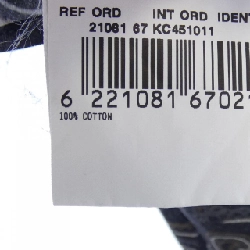 REF ORD INT ORD IDENT
21081 67 KC451011
6 221081 67021
100% COTTON